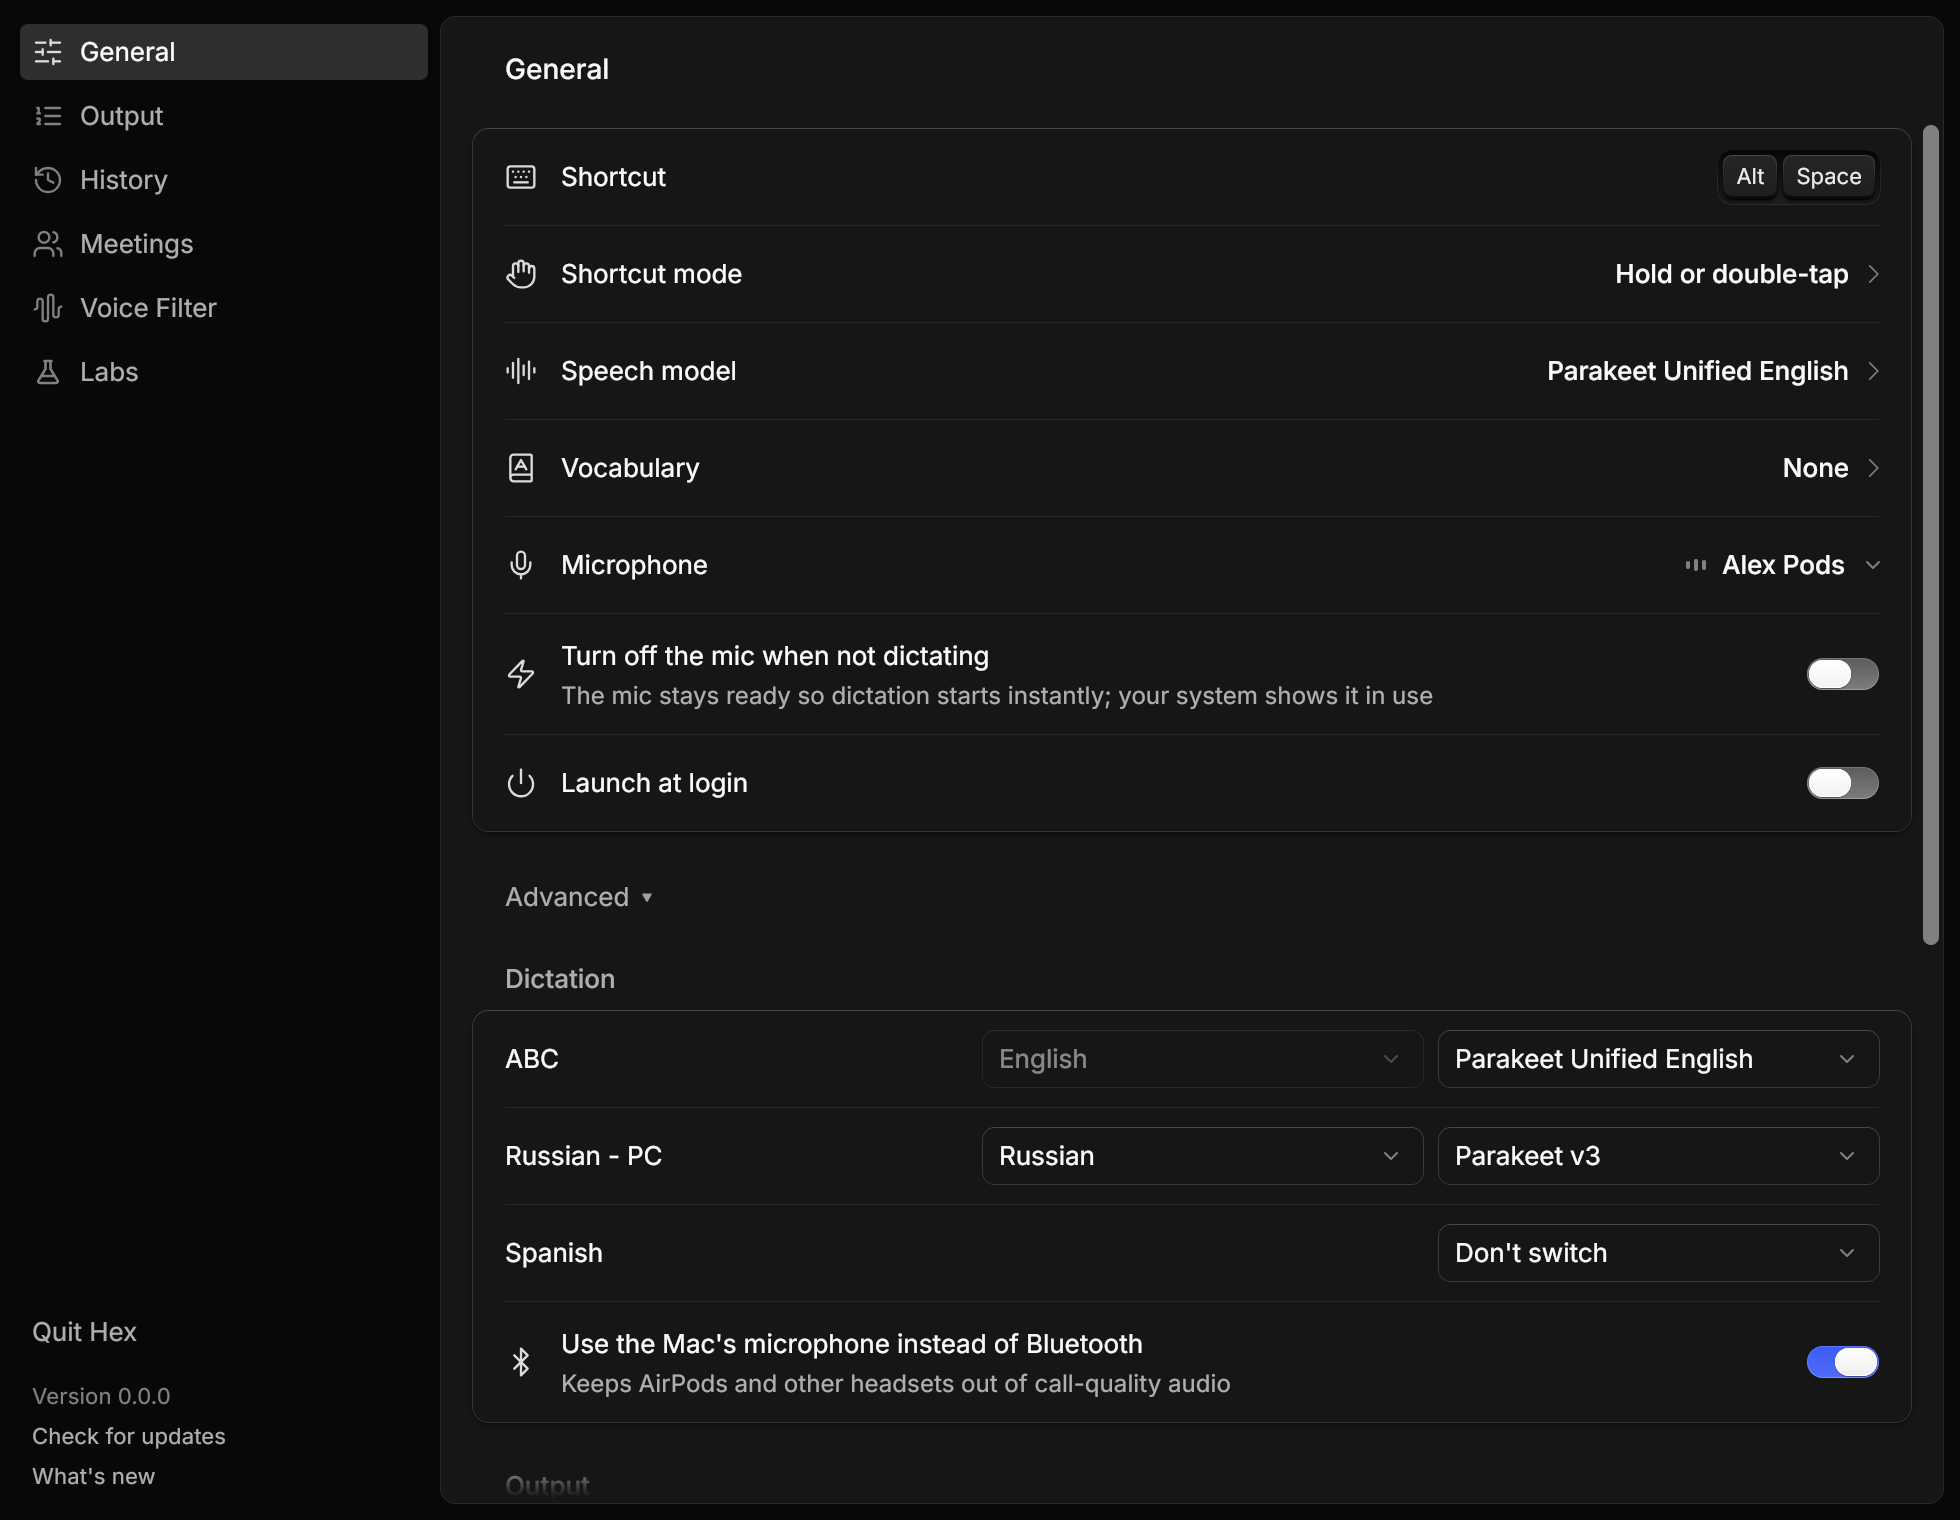 General
Output
History
Meetings
Voice Filter
Labs
Quit Hex
Version 0.0.0
Check for updates
What's new
General
Shortcut Alt Space
Shortcut mode Hold or double-tap
Speech model Parakeet Unified English
Vocabulary None
Microphone Alex Pods
Turn off the mic when not dictating
The mic stays ready so dictation starts instantly; your system shows it in use
Launch at login
Advanced
Dictation
ABC English Parakeet Unified English
Russian - PC Russian Parakeet v3
Spanish Don't switch
Use the Mac's microphone instead of Bluetooth
Keeps AirPods and other headsets out of call-quality audio
Output